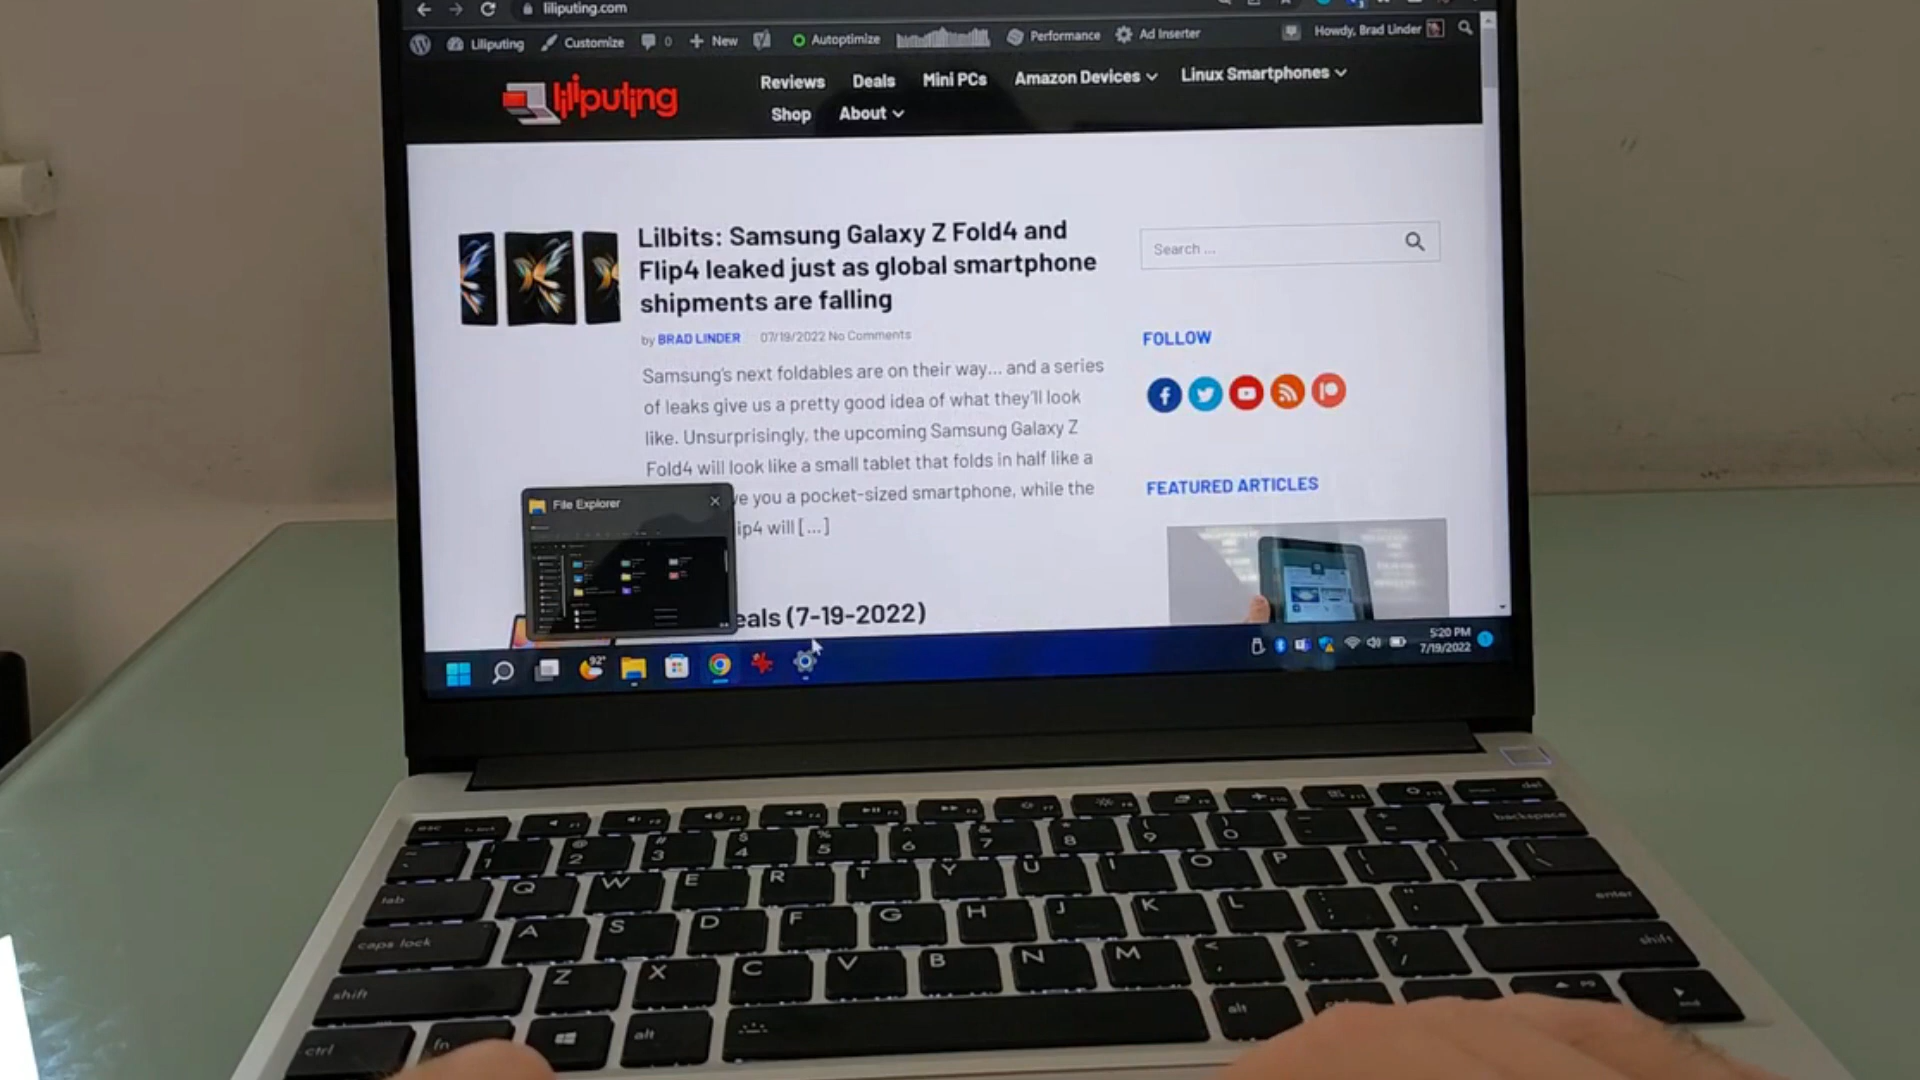 liliputing.com
Liliputing Customize 0 New Autoptimize Performance Ad Inserter Howdy, Brad Linder
liliputing Reviews Deals Mini PCs Amazon Devices Linux Smartphones
Shop About
Lilbits: Samsung Galaxy Z Fold4 and
Flip4 leaked just as global smartphone
shipments are falling
by BRAD LINDER 07/19/2022 No Comments
Samsung's next foldables are on their way... and a series
of leaks give us a pretty good idea of what they'll look
like. Unsurprisingly, the upcoming Samsung Galaxy Z
Fold4 will look like a small tablet that folds in half like a
ve you a pocket-sized smartphone, while the
ip4 will [...]
eals (7-19-2022)
Search ...
FOLLOW
FEATURED ARTICLES
File Explorer
92°
5:20 PM
7/19/2022
esc
1 2 3 4 5 6 7 8 9 0 backspace
tab Q W E R T Y U I O P
caps lock A S D F G H J K L enter
shift Z X C V B N M < , > . ? / shift
ctrl fn alt alt
end